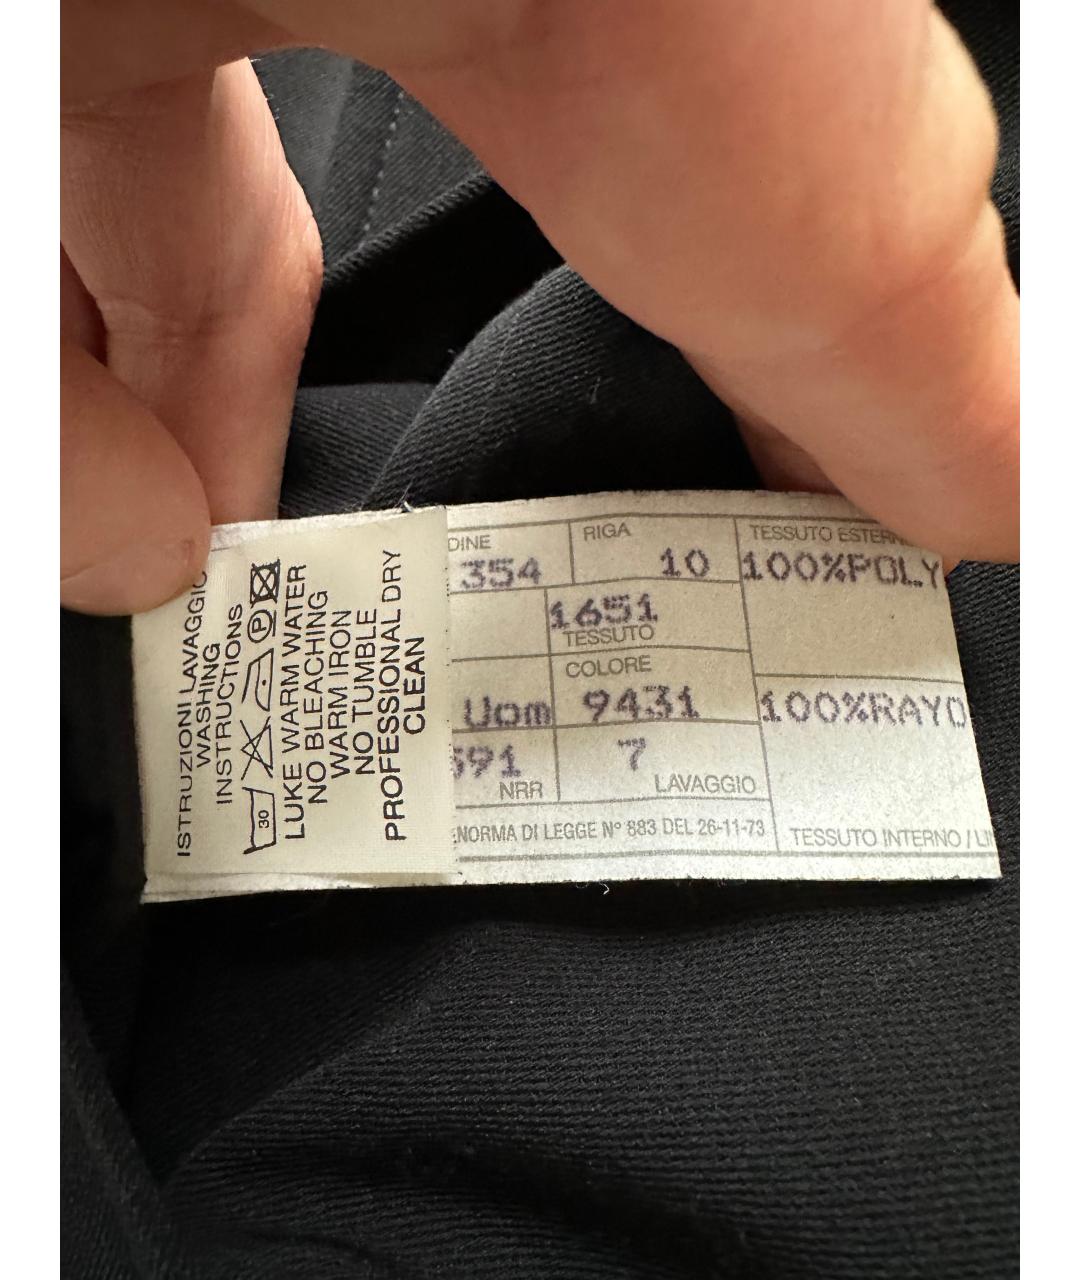 ISTRUZIONI LAVAGGIO
WASHING
INSTRUCTIONS
30
P
LUKE WARM WATER
NO BLEACHING
WARM IRON
NO TUMBLE
PROFESSIONAL DRY
CLEAN
DINE
354
RIGA
10
1651
TESSUTO
COLORE
Uom
9431
591
NRR
7
LAVAGGIO
NORMA DI LEGGE N° 883 DEL 26-11-73
TESSUTO ESTERN
100%POLY
100%RAYO
TESSUTO INTERNO / LI